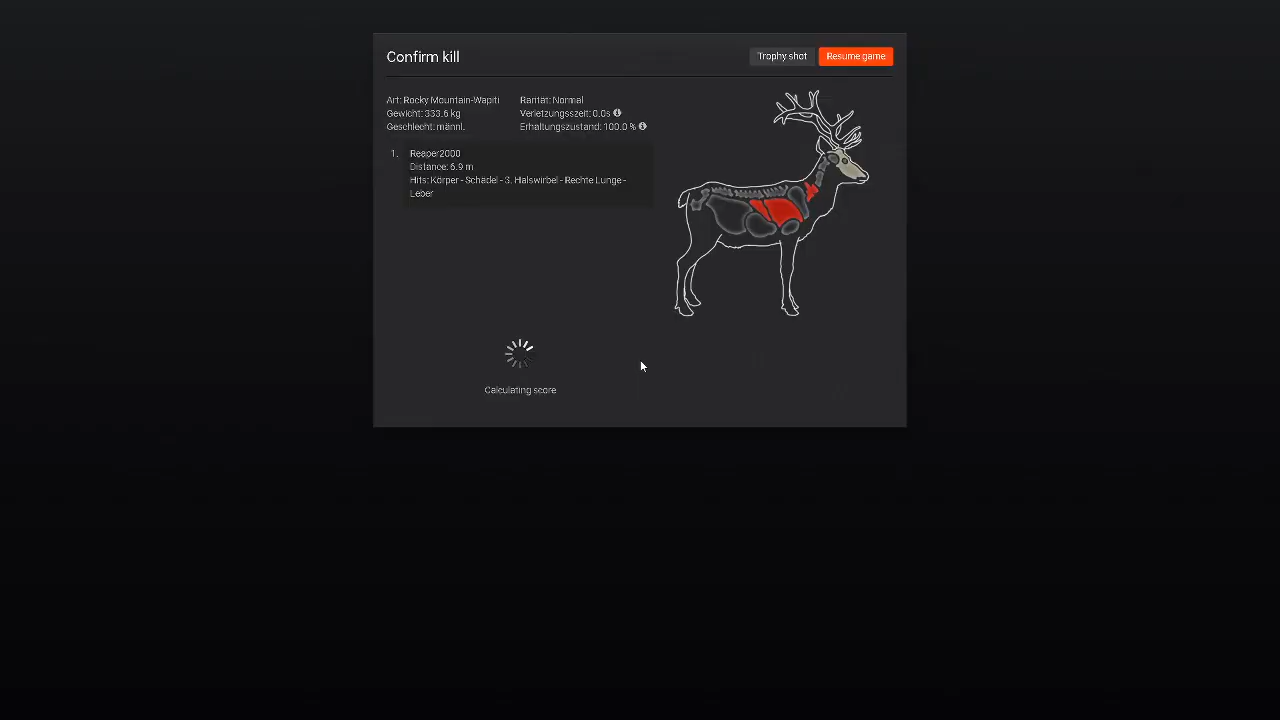 Confirm kill
Trophy shot
Resume game
Art: Rocky Mountain-Wapiti
Gewicht: 333.6 kg
Geschlecht: männl.
Rarität: Normal
Verletzungsszeit: 0.0s
Erhaltungszustand: 100.0 %
1. Reaper2000
Distance: 6.9 m
Hits: Körper - Schädel - 3. Halswirbel - Rechte Lunge -
Leber
Calculating score